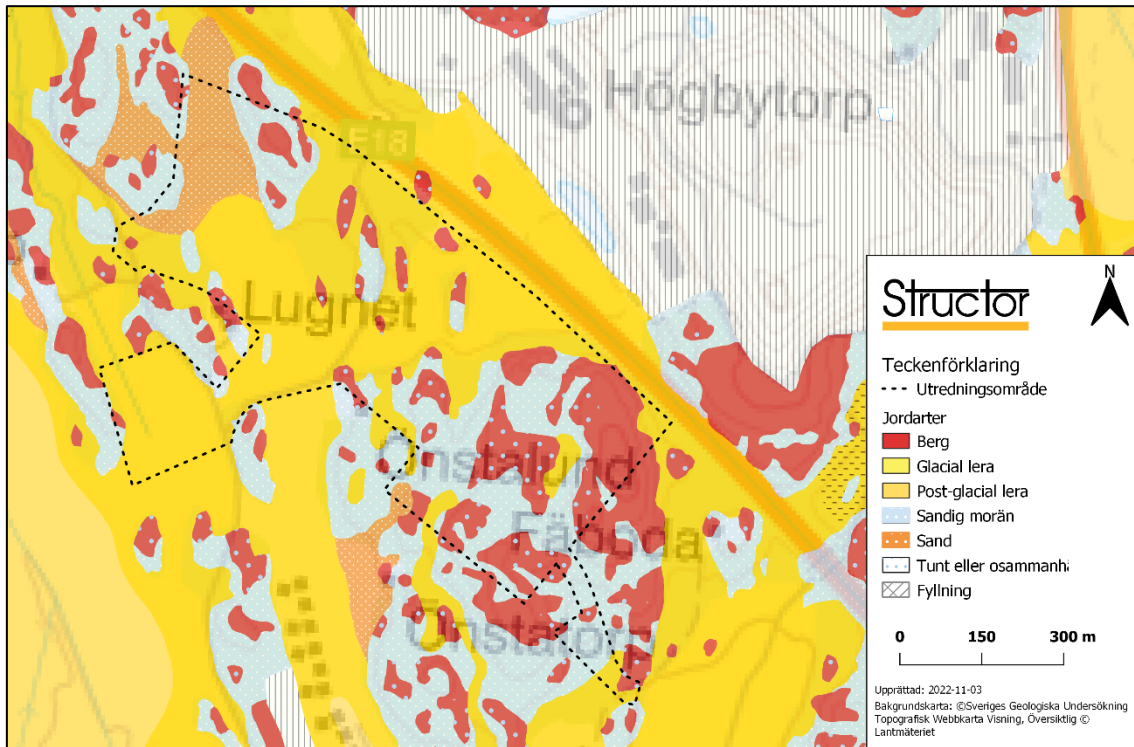 Högbytorp
E18
Lugnet
Önstalund
Fäboda
Önstatorp
Structor
N
Teckenförklaring
Utredningsområde
Jordarter
Berg
Glacial lera
Post-glacial lera
Sandig morän
Sand
Tunt eller osammanhä
Fyllning
0 150 300 m
Upprättad: 2022-11-03
Bakgrundskarta: ©Sveriges Geologiska Undersökning
Topografisk Webbkarta Visning, Översiktlig ©
Lantmäteriet